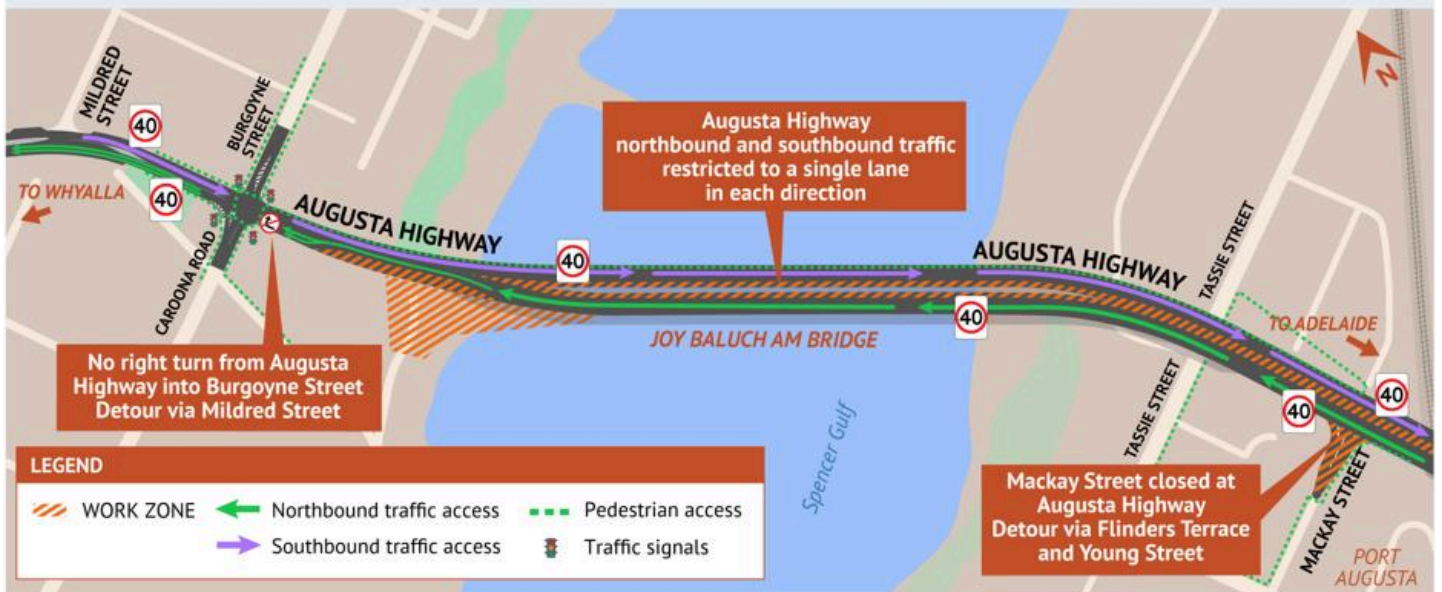 MILDRED
STREET
40
BURGOYNE
STREET
N
TO WHYALLA
40
Augusta Highway
northbound and southbound traffic
restricted to a single lane
in each direction
AUGUSTA HIGHWAY
CAROONA ROAD
40
AUGUSTA HIGHWAY
TASSIE STREET
40
JOY BALUCH AM BRIDGE
TO ADELAIDE
No right turn from Augusta
Highway into Burgoyne Street
Detour via Mildred Street
TASSIE STREET
40
40
Spencer Gulf
Mackay Street closed at
Augusta Highway
Detour via Flinders Terrace
and Young Street
MACKAY STREET
PORT
AUGUSTA
LEGEND
WORK ZONE
Northbound traffic access
Pedestrian access
Southbound traffic access
Traffic signals